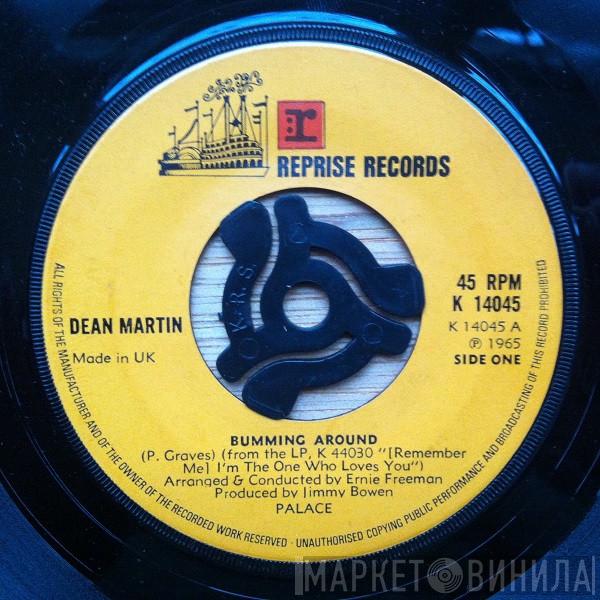 r
REPRISE RECORDS
K.R.S.
45 RPM
K 14045
DEAN MARTIN
K 14045 A
Ⓟ 1965
Made in UK
SIDE ONE
BUMMING AROUND
(P. Graves) (from the LP, K 44030 "[Remember
Me] I'm The One Who Loves You")
Arranged & Conducted by Ernie Freeman
Produced by Jimmy Bowen
PALACE
ALL RIGHTS OF THE MANUFACTURER AND OF THE OWNER OF THE RECORDED WORK RESERVED · UNAUTHORISED COPYING PUBLIC PERFORMANCE AND BROADCASTING OF THIS RECORD PROHIBITED
МАРКЕТ ВИНИЛА